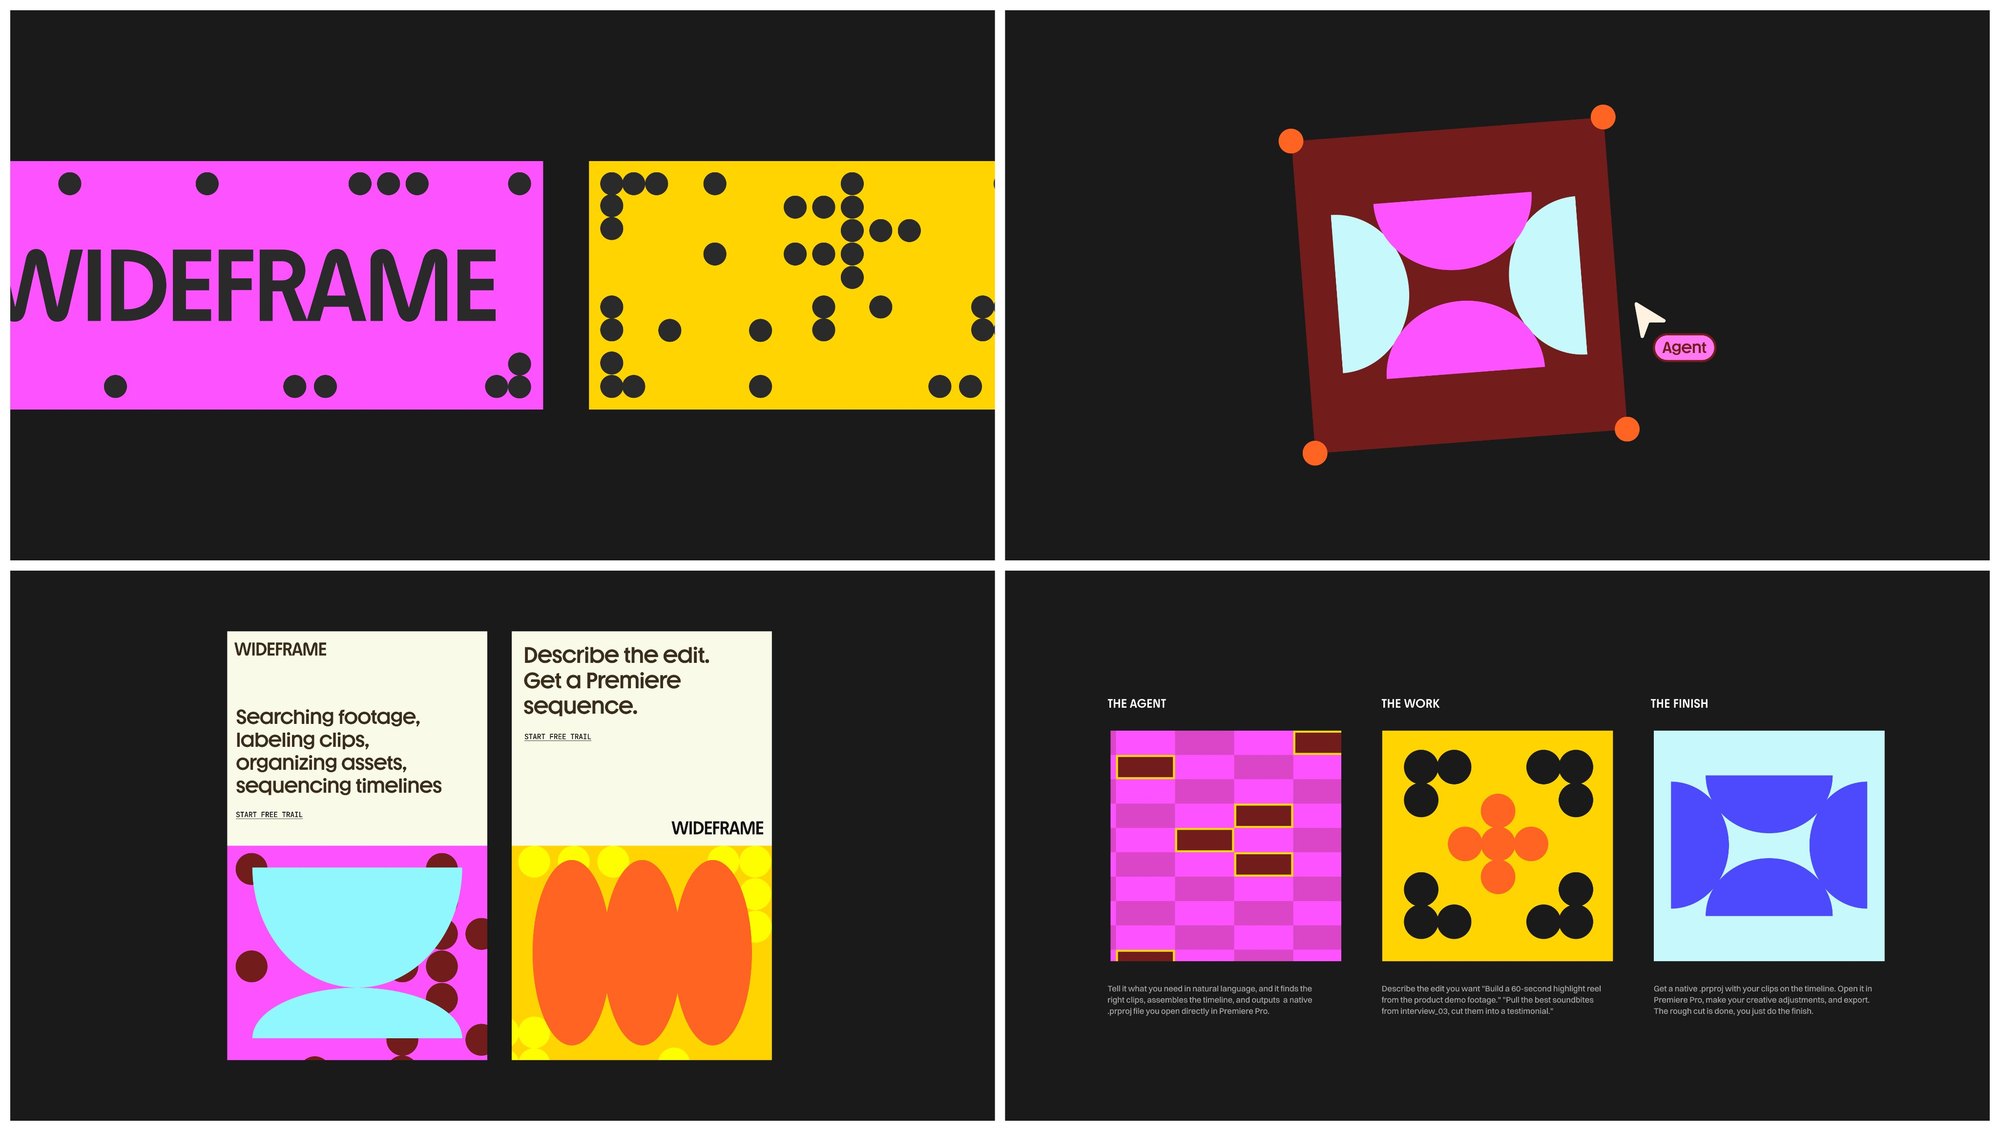 WIDEFRAME
Agent
WIDEFRAME
Searching footage,
labeling clips,
organizing assets,
sequencing timelines
START FREE TRAIL
Describe the edit.
Get a Premiere
sequence.
START FREE TRAIL
WIDEFRAME
THE AGENT
Tell it what you need in natural language, and it finds the
right clips, assembles the timeline, and outputs a native
.prproj file you open directly in Premiere Pro.
THE WORK
Describe the edit you want "Build a 60-second highlight reel
from the product demo footage." "Pull the best soundbites
from interview_03, cut them into a testimonial."
THE FINISH
Get a native .prproj with your clips on the timeline. Open it in
Premiere Pro, make your creative adjustments, and export.
The rough cut is done, you just do the finish.